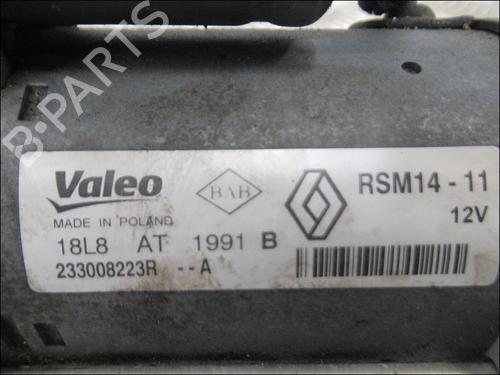 B-PARTS
Valeo
BAB
RSM14 - 11
MADE IN POLAND
12V
18L8 AT 1991 B
233008223R --A